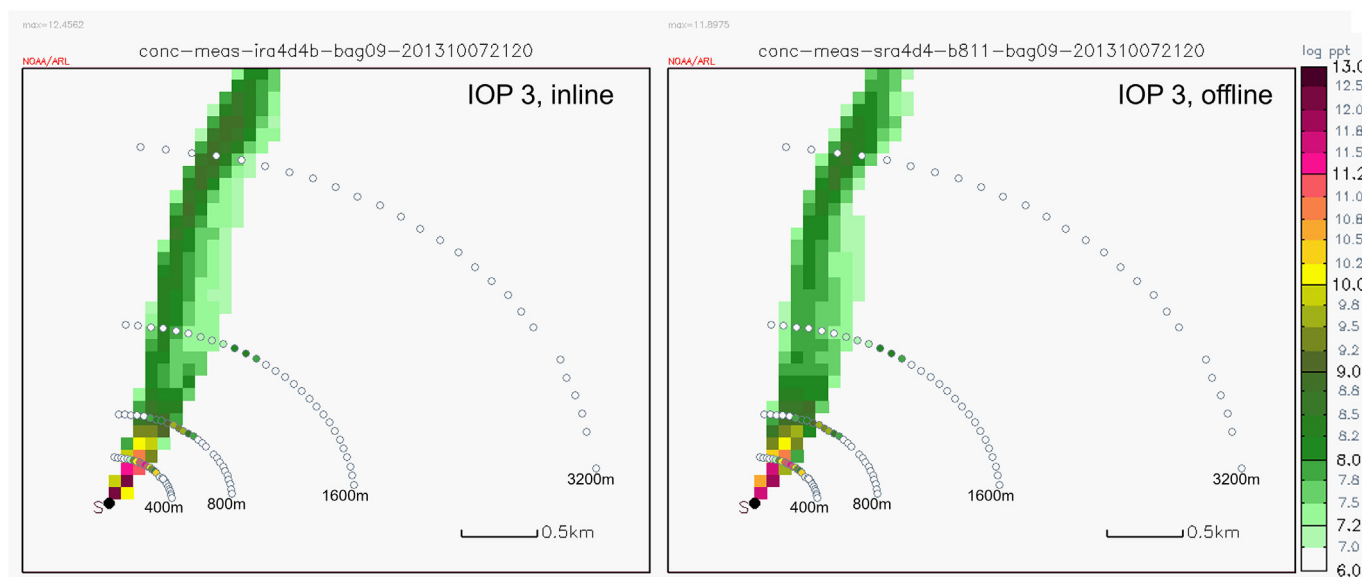 max=12.4562
conc-meas-ira4d4b-bag09-201310072120
NOAA/ARL
IOP 3, inline
S
400m
800m
1600m
3200m
0.5km
max=11.8975
conc-meas-sra4d4-b811-bag09-201310072120
NOAA/ARL
IOP 3, offline
S
400m
800m
1600m
3200m
0.5km
log ppt
13.0
12.5
12.0
11.8
11.5
11.2
11.0
10.8
10.5
10.2
10.0
9.8
9.5
9.2
9.0
8.8
8.5
8.2
8.0
7.8
7.5
7.2
7.0
6.0